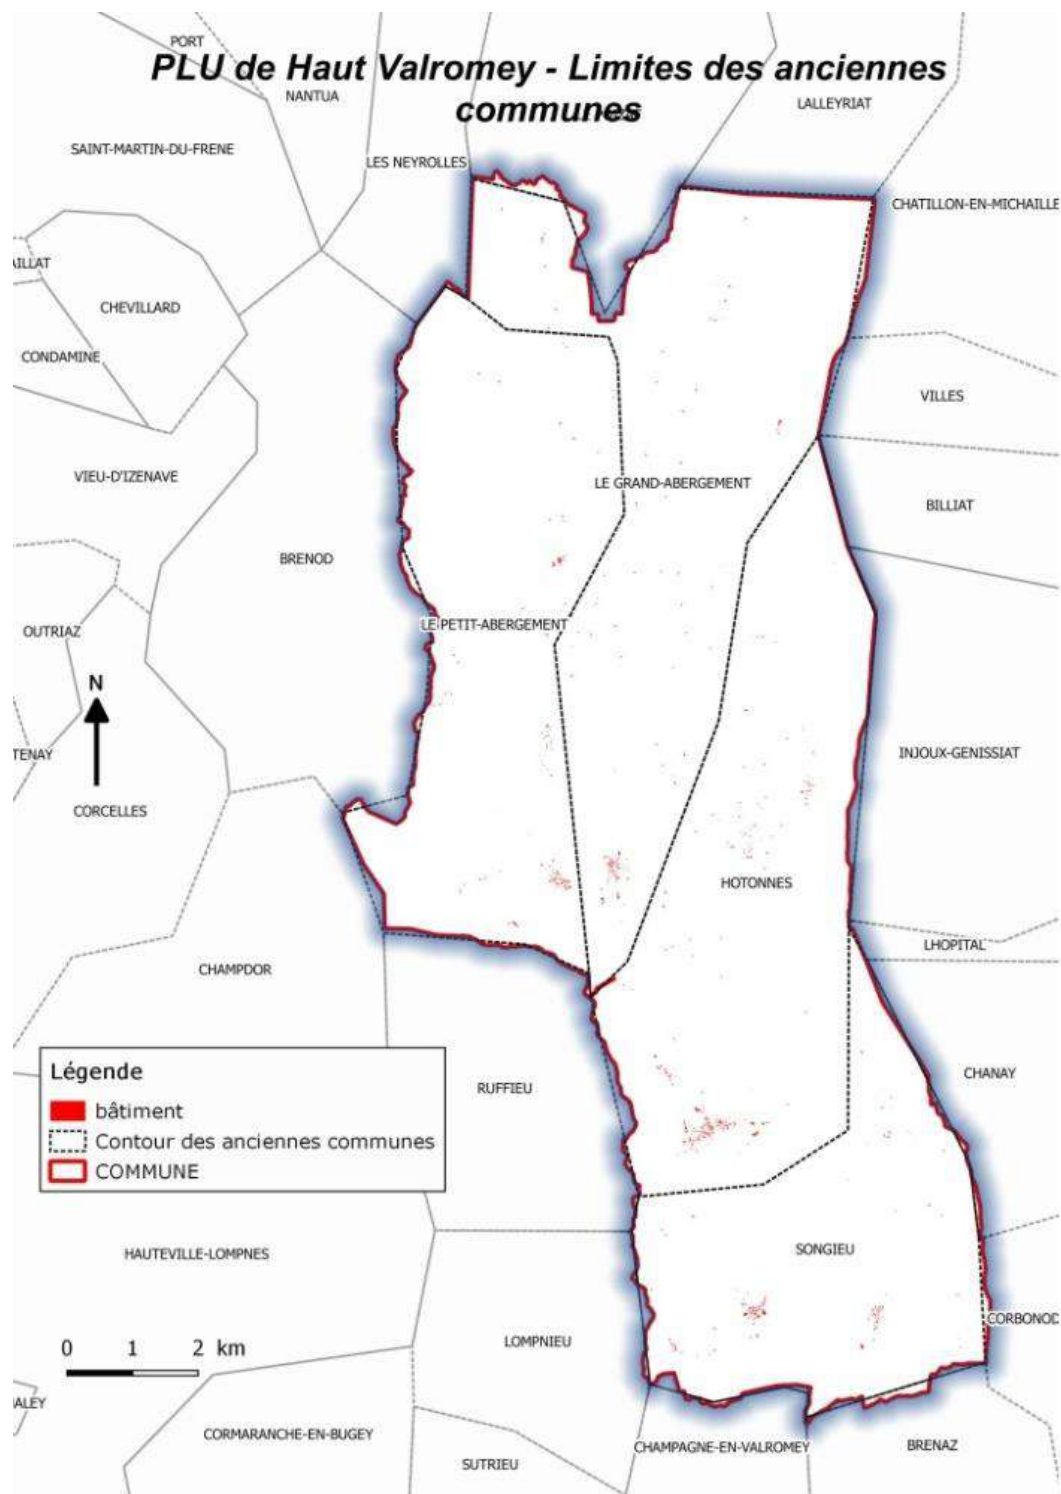 PORT
PLU de Haut Valromey - Limites des anciennes
communes
NANTUA
LALLEYRIAT
SAINT-MARTIN-DU-FRENE
LES NEYROLLES
CHATILLON-EN-MICHAILLE
AILLAT
CHEVILLARD
CONDAMINE
VILLES
VIEU-D'IZENAVE
LE GRAND-ABERGEMENT
BILLIAT
BRENOD
OUTRIAZ
LE PETIT-ABERGEMENT
N
TENAY
INJOUX-GENISSIAT
CORCELLES
HOTONNES
LHOPITAL
CHAMPDOR
CHANAY
RUFFIEU
Légende
bâtiment
Contour des anciennes communes
COMMUNE
HAUTEVILLE-LOMPNES
SONGIEU
CORBONOD
LOMPNIEU
0 1 2 km
ALEY
CORMARANCHE-EN-BUGEY
CHAMPAGNE-EN-VALROMEY
BRENAZ
SUTRIEU